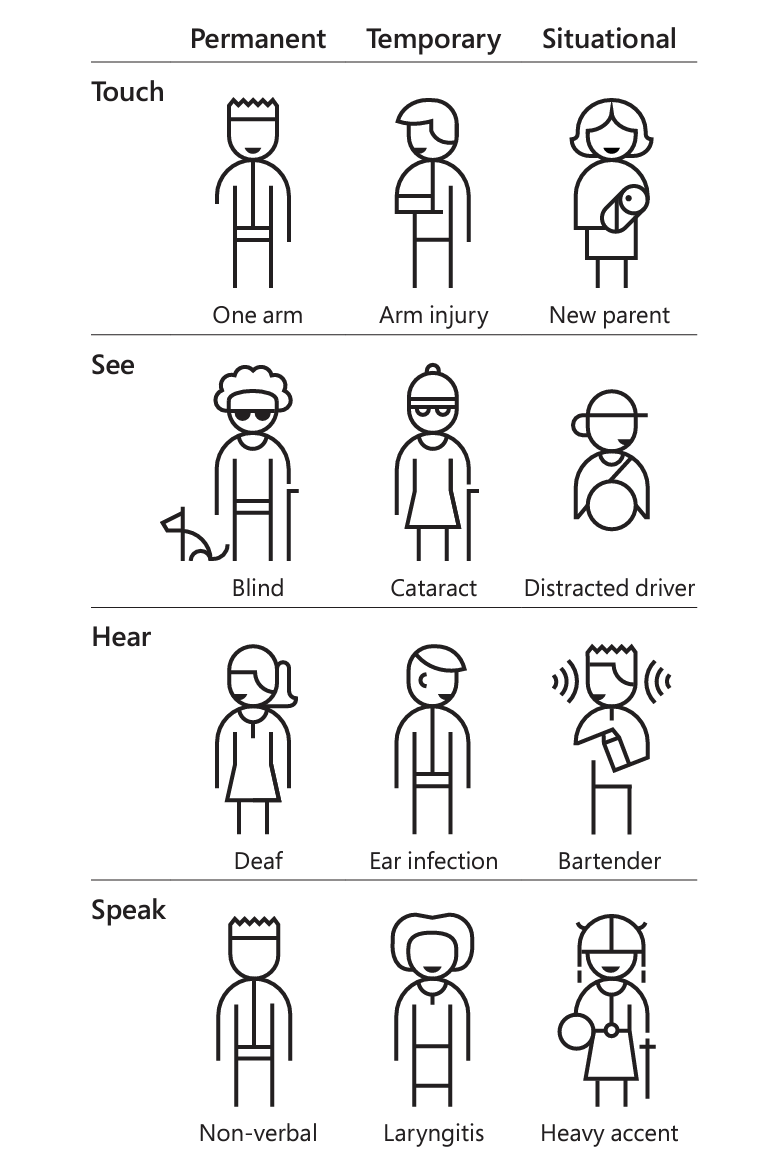 Permanent Temporary Situational
Touch
One arm Arm injury New parent
See
Blind Cataract Distracted driver
Hear
Deaf Ear infection Bartender
Speak
Non-verbal Laryngitis Heavy accent